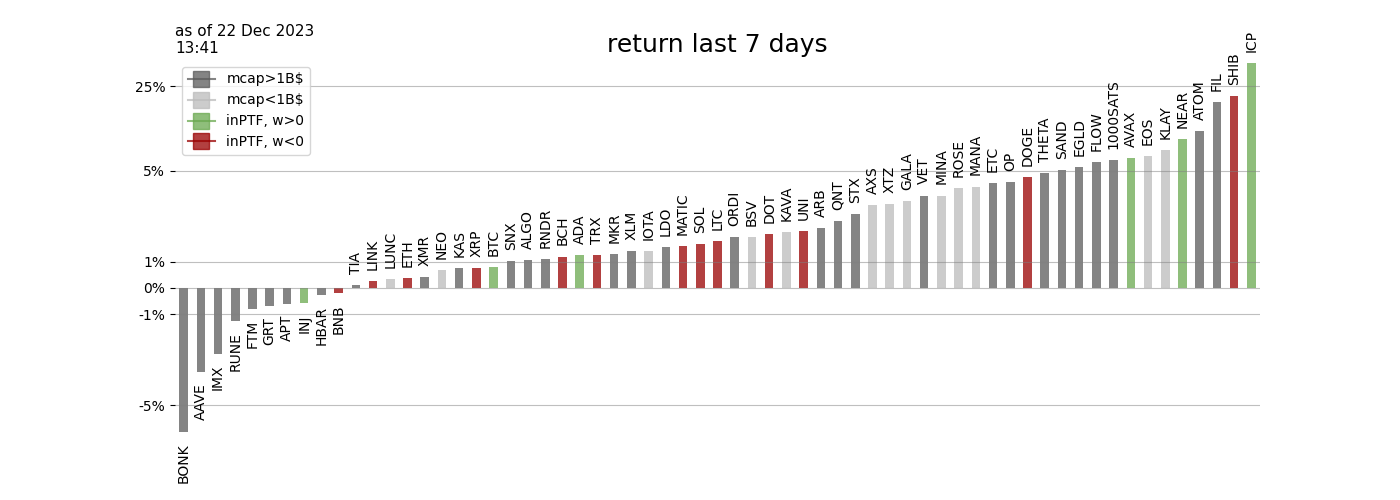 as of 22 Dec 2023
13:41
return last 7 days
mcap>1B$
mcap<1B$
inPTF, w>0
inPTF, w<0
25%
5%
1%
0%
-1%
-5%
BONK
AAVE
IMX
RUNE
FTM
GRT
APT
INJ
HBAR
BNB
TIA
LINK
LUNC
ETH
XMR
NEO
KAS
XRP
BTC
SNX
ALGO
RNDR
BCH
ADA
TRX
MKR
XLM
IOTA
LDO
MATIC
SOL
LTC
ORDI
BSV
DOT
KAVA
UNI
ARB
QNT
STX
AXS
XTZ
GALA
VET
MINA
ROSE
MANA
ETC
OP
DOGE
THETA
SAND
EGLD
FLOW
1000SATS
AVAX
EOS
KLAY
NEAR
ATOM
FIL
SHIB
ICP